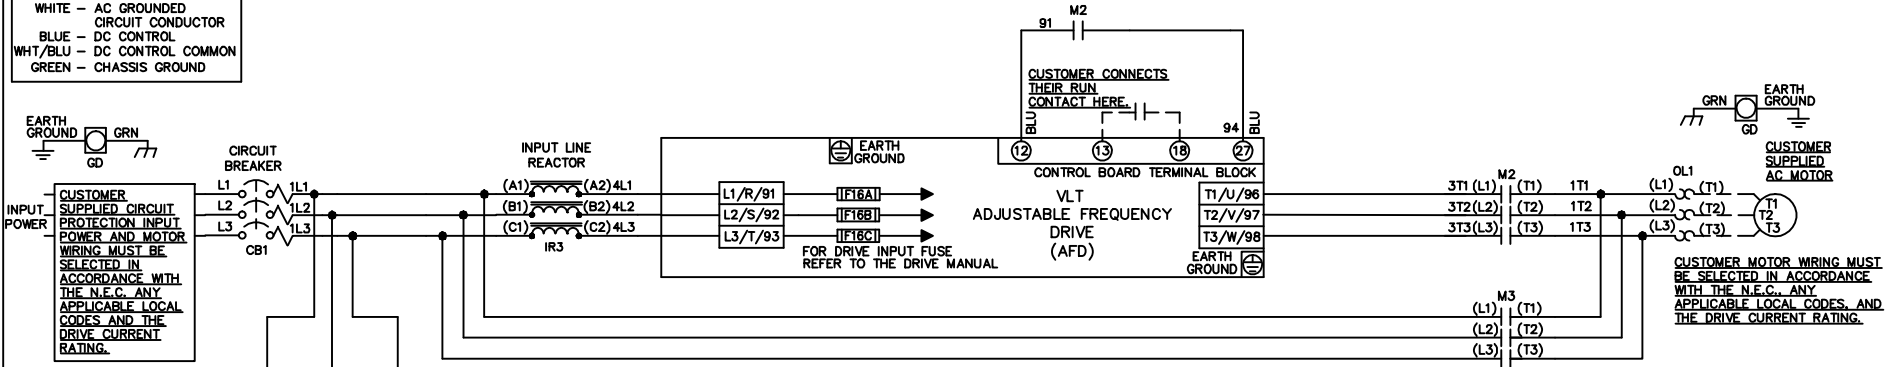 WHITE – AC GROUNDED
CIRCUIT CONDUCTOR
BLUE – DC CONTROL
WHT/BLU – DC CONTROL COMMON
GREEN – CHASSIS GROUND
EARTH
GROUND
GRN
GD
INPUT
POWER
CUSTOMER
SUPPLIED CIRCUIT
PROTECTION INPUT
POWER AND MOTOR
WIRING MUST BE
SELECTED IN
ACCORDANCE WITH
THE N.E.C. ANY
APPLICABLE LOCAL
CODES AND THE
DRIVE CURRENT
RATING.
CIRCUIT
BREAKER
L1 1L1
L2 1L2
L3 1L3
CB1
INPUT LINE
REACTOR
(A1) (A2) 4L1
(B1) (B2) 4L2
(C1) (C2) 4L3
IR3
M2
91
CUSTOMER CONNECTS
THEIR RUN
CONTACT HERE.
BLU
94
BLU
12 13 18 27
CONTROL BOARD TERMINAL BLOCK
EARTH
GROUND
L1/R/91
L2/S/92
L3/T/93
F16A
F16B
F16C
FOR DRIVE INPUT FUSE
REFER TO THE DRIVE MANUAL
VLT
ADJUSTABLE FREQUENCY
DRIVE
(AFD)
T1/U/96
T2/V/97
T3/W/98
EARTH
GROUND
M2
3T1 (L1) (T1) 1T1
3T2 (L2) (T2) 1T2
3T3 (L3) (T3) 1T3
M3
(L1) (T1)
(L2) (T2)
(L3) (T3)
GRN
EARTH
GROUND
GD
CUSTOMER
SUPPLIED
AC MOTOR
OL1
(L1) (T1)
(L2) (T2)
(L3) (T3)
T1
T2
T3
CUSTOMER MOTOR WIRING MUST
BE SELECTED IN ACCORDANCE
WITH THE N.E.C., ANY
APPLICABLE LOCAL CODES, AND
THE DRIVE CURRENT RATING.